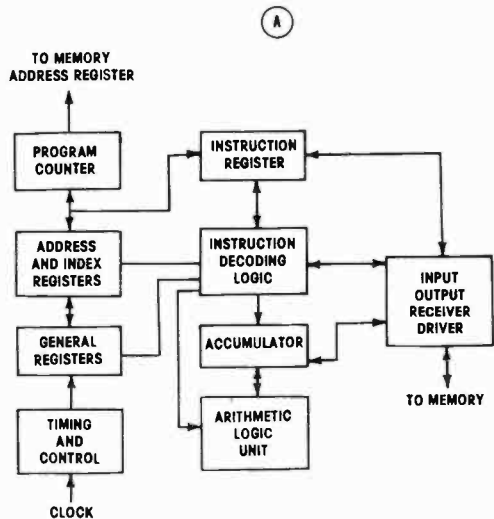 A
TO MEMORY
ADDRESS REGISTER
PROGRAM
COUNTER
INSTRUCTION
REGISTER
ADDRESS
AND INDEX
REGISTERS
INSTRUCTION
DECODING
LOGIC
INPUT
OUTPUT
RECEIVER
DRIVER
GENERAL
REGISTERS
ACCUMULATOR
TO MEMORY
TIMING
AND
CONTROL
ARITHMETIC
LOGIC
UNIT
CLOCK